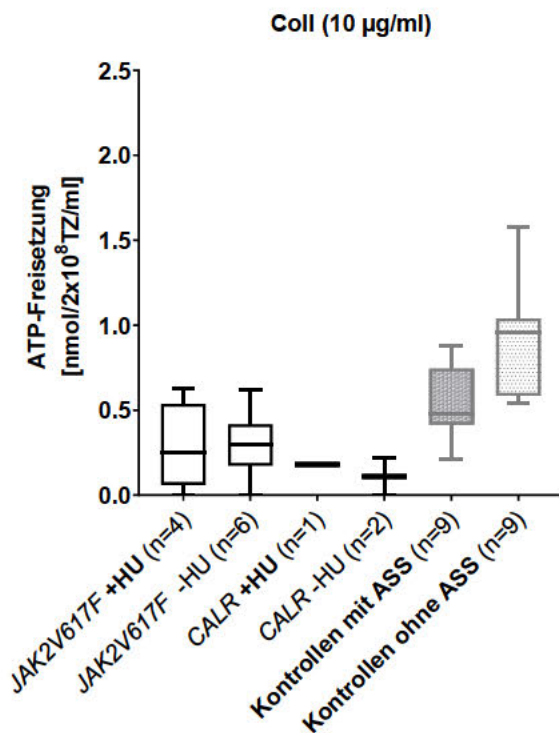 Coll (10 µg/ml)
ATP-Freisetzung
[nmol/2x10⁸TZ/ml]
2.5
2.0
1.5
1.0
0.5
0.0
JAK2V617F +HU (n=4)
JAK2V617F -HU (n=6)
CALR +HU (n=1)
CALR -HU (n=2)
Kontrollen mit ASS (n=9)
Kontrollen ohne ASS (n=9)